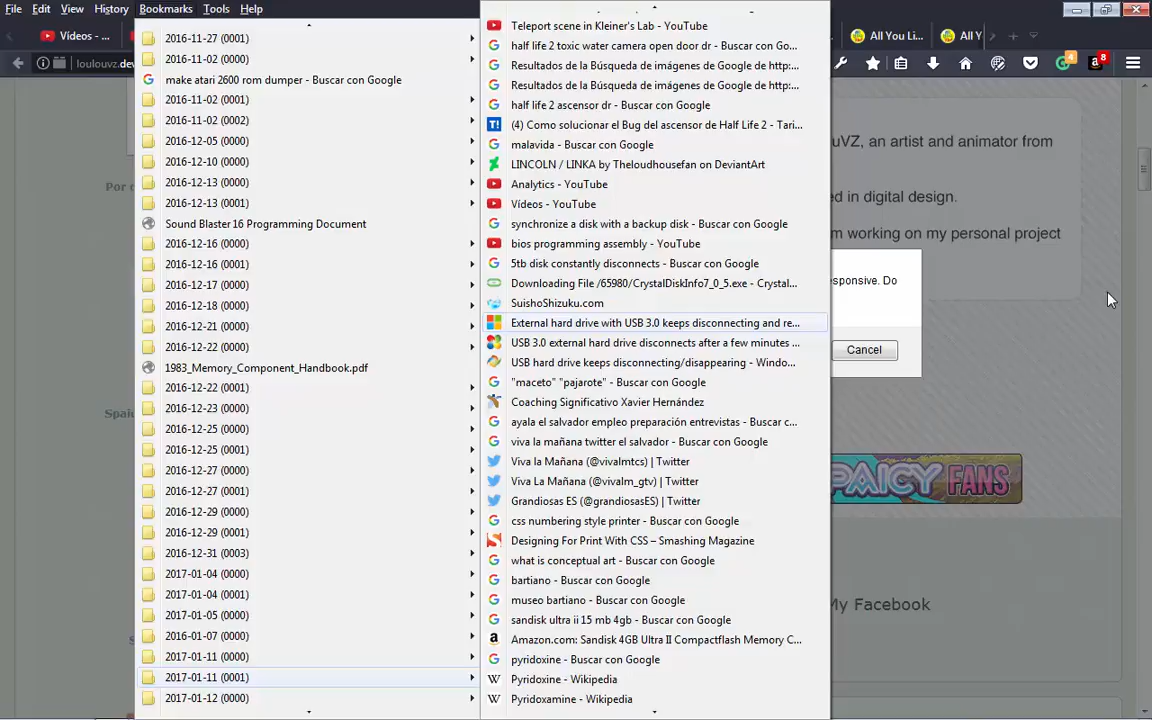 File Edit View History Bookmarks Tools Help
Vídeos - ...
All You Li...
All Y
loulouvz.dev
4
8
2016-11-27 (0001)
2016-11-02 (0000)
make atari 2600 rom dumper - Buscar con Google
2016-11-02 (0001)
2016-11-02 (0002)
2016-12-05 (0000)
2016-12-10 (0000)
2016-12-13 (0000)
2016-12-13 (0001)
Sound Blaster 16 Programming Document
2016-12-16 (0000)
2016-12-16 (0001)
2016-12-17 (0000)
2016-12-18 (0000)
2016-12-21 (0000)
2016-12-22 (0000)
1983_Memory_Component_Handbook.pdf
2016-12-22 (0001)
2016-12-23 (0000)
2016-12-25 (0000)
2016-12-25 (0001)
2016-12-27 (0000)
2016-12-27 (0001)
2016-12-29 (0000)
2016-12-29 (0001)
2016-12-31 (0003)
2017-01-04 (0000)
2017-01-04 (0001)
2017-01-05 (0000)
2016-01-07 (0000)
2017-01-11 (0000)
2017-01-11 (0001)
2017-01-12 (0000)
Teleport scene in Kleiner's Lab - YouTube
half life 2 toxic water camera open door dr - Buscar con Go...
Resultados de la Búsqueda de imágenes de Google de http:...
Resultados de la Búsqueda de imágenes de Google de http:...
half life 2 ascensor dr - Buscar con Google
(4) Como solucionar el Bug del ascensor de Half Life 2 - Tari...
malavida - Buscar con Google
LINCOLN / LINKA by Theloudhousefan on DeviantArt
Analytics - YouTube
Vídeos - YouTube
synchronize a disk with a backup disk - Buscar con Google
bios programming assembly - YouTube
5tb disk constantly disconnects - Buscar con Google
Downloading File /65980/CrystalDiskInfo7_0_5.exe - Crystal...
SuishoShizuku.com
External hard drive with USB 3.0 keeps disconnecting and re...
USB 3.0 external hard drive disconnects after a few minutes ...
USB hard drive keeps disconnecting/disappearing - Windo...
"maceto" "pajarote" - Buscar con Google
Coaching Significativo Xavier Hernández
ayala el salvador empleo preparación entrevistas - Buscar c...
viva la mañana twitter el salvador - Buscar con Google
Viva la Mañana (@vivalmtcs) | Twitter
Viva La Mañana (@vivalm_gtv) | Twitter
Grandiosas ES (@grandiosasES) | Twitter
css numbering style printer - Buscar con Google
Designing For Print With CSS – Smashing Magazine
what is conceptual art - Buscar con Google
bartiano - Buscar con Google
museo bartiano - Buscar con Google
sandisk ultra ii 15 mb 4gb - Buscar con Google
Amazon.com: Sandisk 4GB Ultra II Compactflash Memory C...
pyridoxine - Buscar con Google
Pyridoxine - Wikipedia
Pyridoxamine - Wikipedia
uVZ, an artist and animator from
ed in digital design.
m working on my personal project
sponsive. Do
Cancel
PAICY FANS
My Facebook
Por
Spai